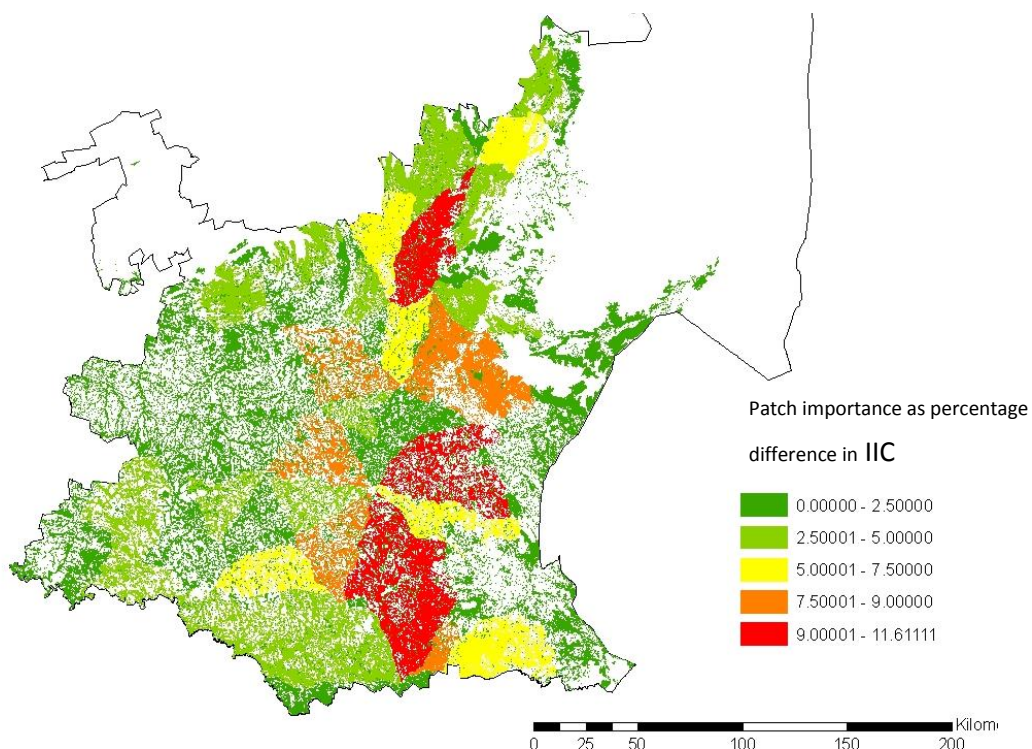 Patch importance as percentage
difference in IIC
0.00000 - 2.50000
2.50001 - 5.00000
5.00001 - 7.50000
7.50001 - 9.00000
9.00001 - 11.61111
Kilom
0 25 50 100 150 200